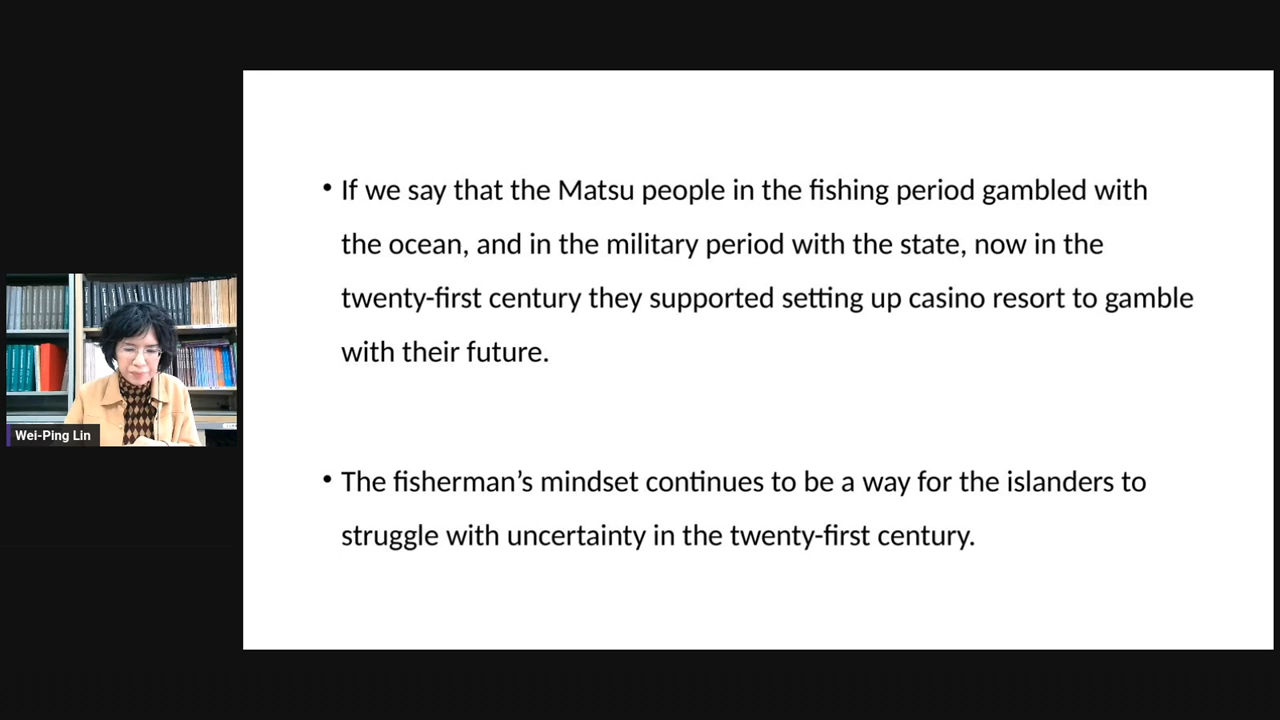 • If we say that the Matsu people in the fishing period gambled with
the ocean, and in the military period with the state, now in the
twenty-first century they supported setting up casino resort to gamble
with their future.
• The fisherman’s mindset continues to be a way for the islanders to
struggle with uncertainty in the twenty-first century.
Wei-Ping Lin